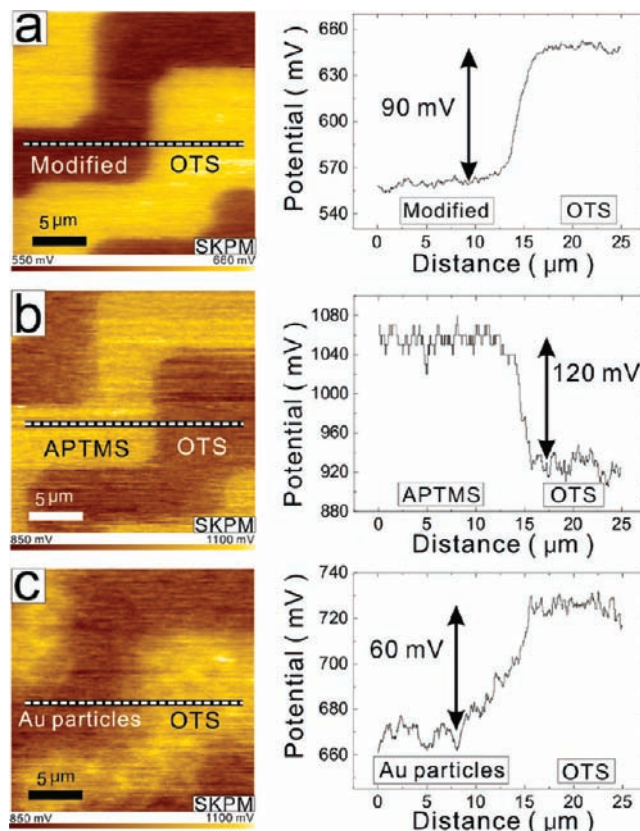 a
Modified
OTS
5 µm
SKPM
550 mV
660 mV
Potential ( mV )
660
630
600
570
540
90 mV
Modified
OTS
0
5
10
15
20
25
Distance ( µm )
b
APTMS
OTS
5 µm
SKPM
850 mV
1100 mV
Potential ( mV )
1080
1040
1000
960
920
880
120 mV
APTMS
OTS
0
5
10
15
20
25
Distance ( µm )
c
Au particles
OTS
5 µm
SKPM
850 mV
1100 mV
Potential ( mV )
740
720
700
680
660
60 mV
Au particles
OTS
0
5
10
15
20
25
Distance ( µm )